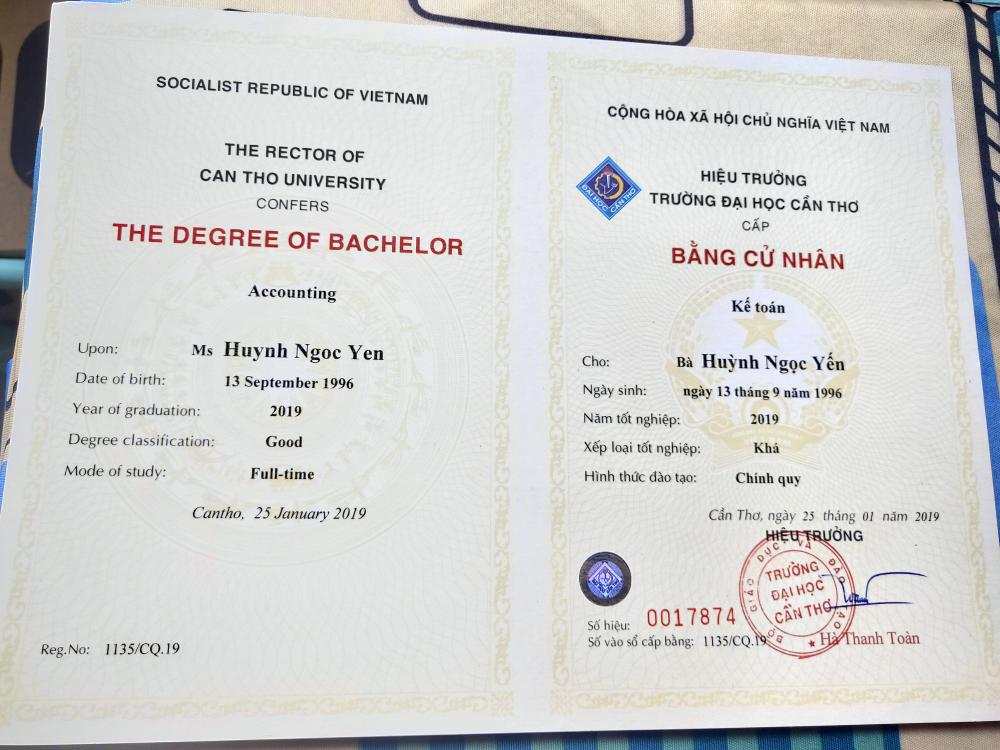 SOCIALIST REPUBLIC OF VIETNAM
THE RECTOR OF
CAN THO UNIVERSITY
CONFERS
THE DEGREE OF BACHELOR
Accounting
Upon: Ms Huynh Ngoc Yen
Date of birth: 13 September 1996
Year of graduation: 2019
Degree classification: Good
Mode of study: Full-time
Cantho, 25 January 2019
Reg.No: 1135/CQ.19
CỘNG HÒA XÃ HỘI CHỦ NGHĨA VIỆT NAM
ĐẠI HỌC CẦN THƠ
HIỆU TRƯỞNG
TRƯỜNG ĐẠI HỌC CẦN THƠ
CẤP
BẰNG CỬ NHÂN
Kế toán
Cho: Bà Huỳnh Ngọc Yến
Ngày sinh: ngày 13 tháng 9 năm 1996
Năm tốt nghiệp: 2019
Xếp loại tốt nghiệp: Khá
Hình thức đào tạo: Chính quy
Cần Thơ, ngày 25 tháng 01 năm 2019
HIỆU TRƯỞNG
BỘ GIÁO DỤC VÀ ĐÀO TẠO
TRƯỜNG
ĐẠI HỌC
CẦN THƠ
Số hiệu: 0017874
Số vào sổ cấp bằng: 1135/CQ.19
Hà Thanh Toàn